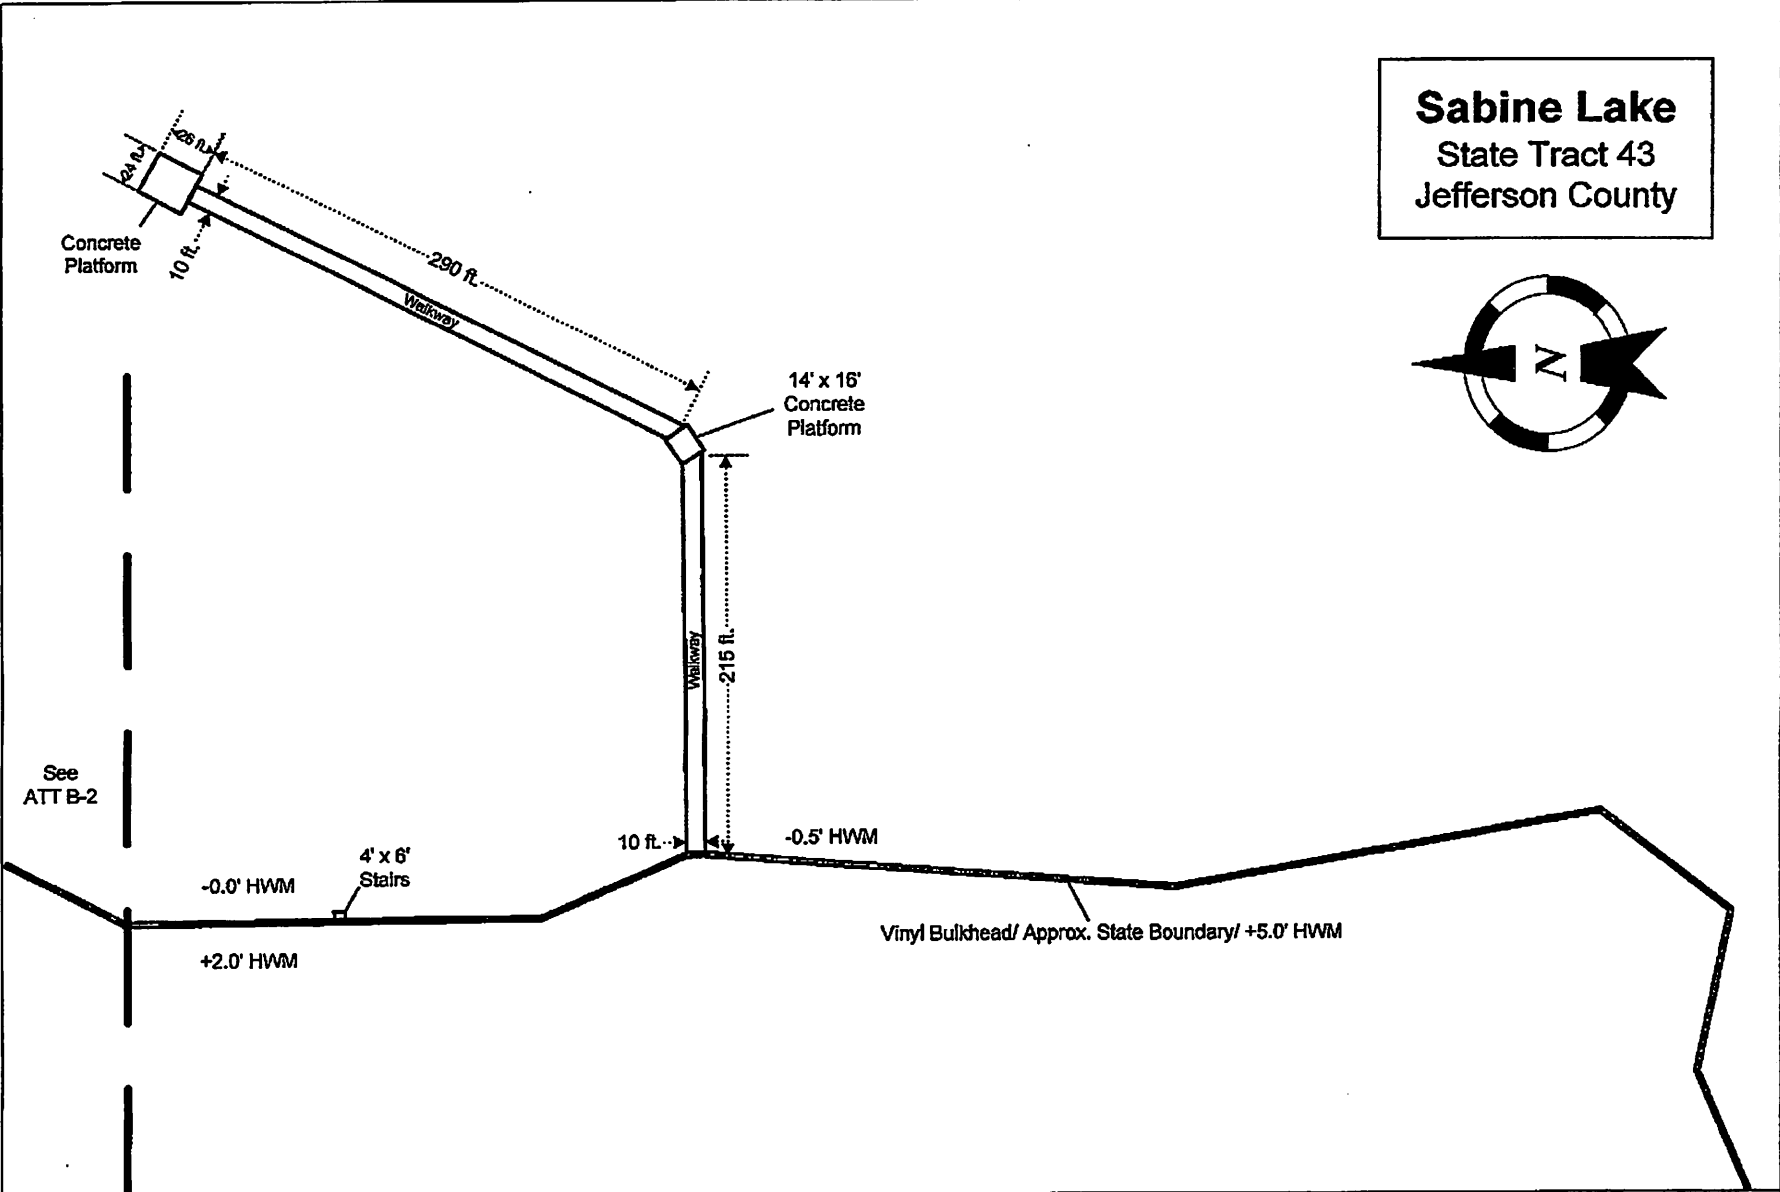 Sabine Lake
State Tract 43
Jefferson County
26 ft.
24 ft.
Concrete
Platform
10 ft.
290 ft.
Walkway
N
14' x 16'
Concrete
Platform
Walkway
215 ft.
See
ATT B-2
10 ft.
-0.5' HWM
4' x 6'
Stairs
-0.0' HWM
Vinyl Bulkhead/ Approx. State Boundary/ +5.0' HWM
+2.0' HWM